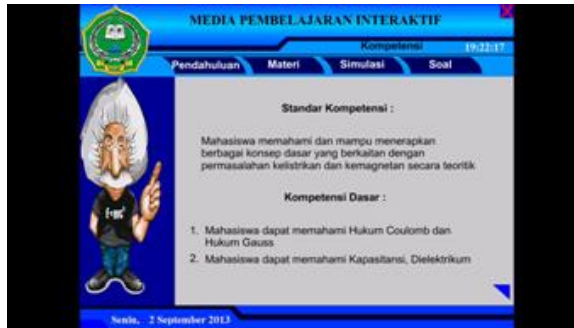 MEDIA PEMBELAJARAN INTERAKTIF
Kompetensi
19:22:17
Pendahuluan Materi Simulasi Soal
Standar Kompetensi :
Mahasiswa memahami dan mampu menerapkan
berbagai konsep dasar yang berkaitan dengan
permasalahan kelistrikan dan kemagnetan secara teoritik
Kompetensi Dasar :
1. Mahasiswa dapat memahami Hukum Coulomb dan
Hukum Gauss
2. Mahasiswa dapat memahami Kapasitansi, Dielektrikum
E=mc²
Senin, 2 September 2013